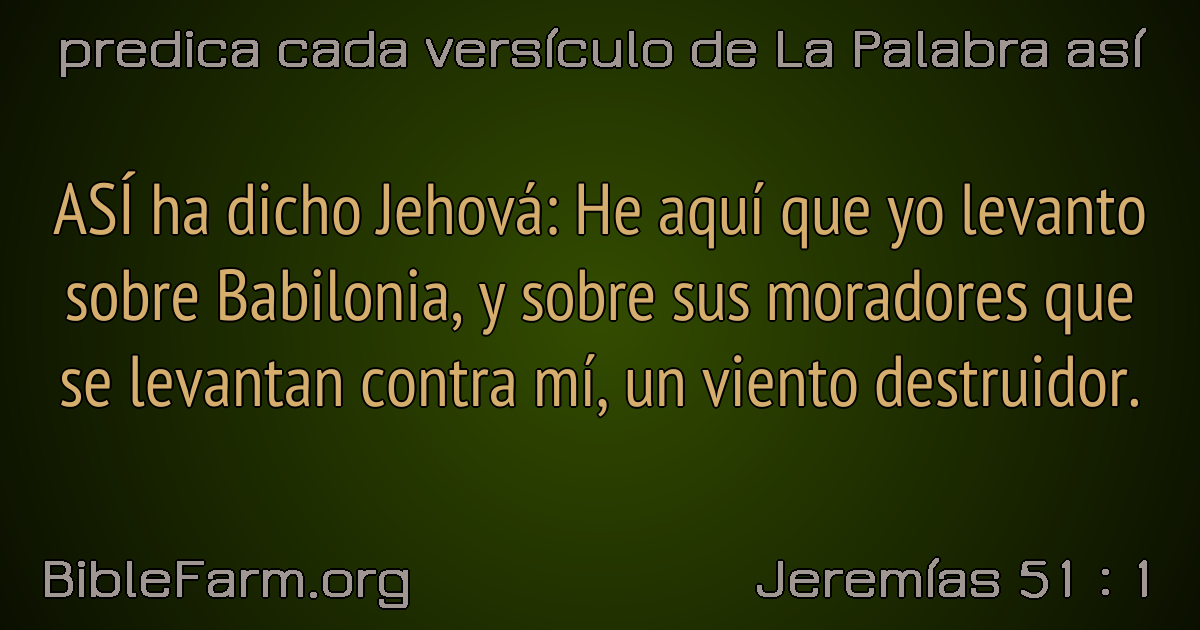 predica cada versículo de La Palabra así
ASÍ ha dicho Jehová: He aquí que yo levanto
sobre Babilonia, y sobre sus moradores que
se levantan contra mí, un viento destruidor.
BibleFarm.org
Jeremías 51 : 1